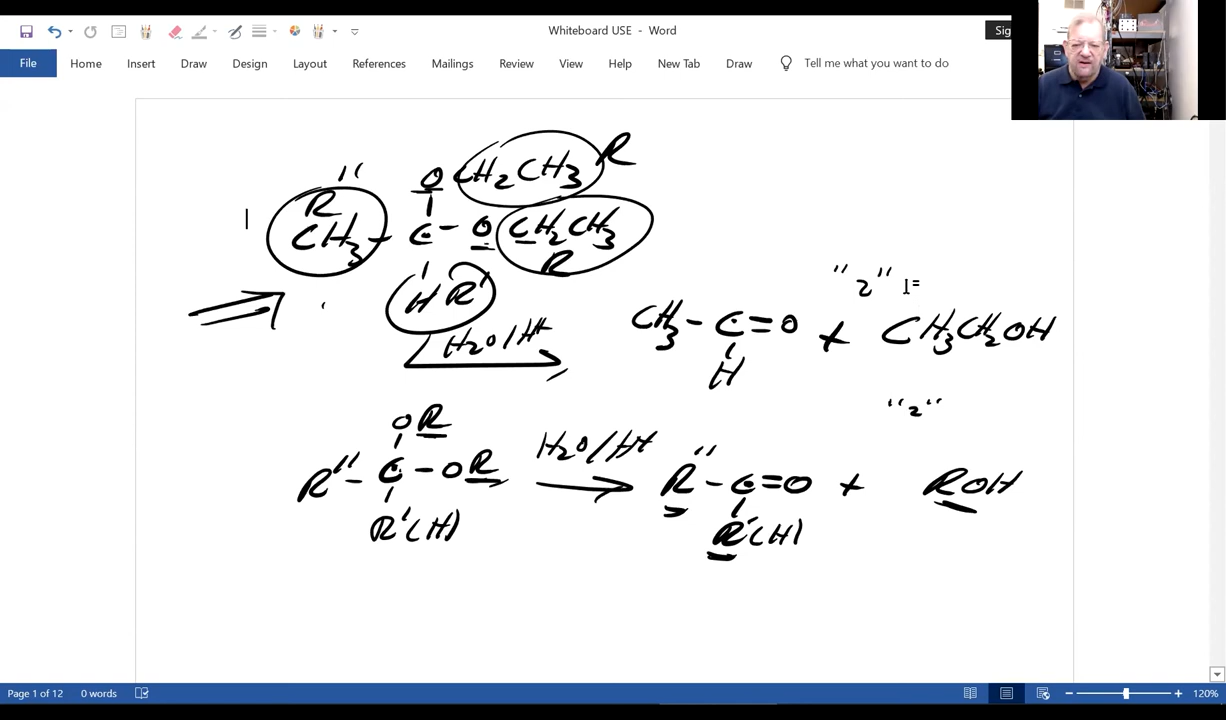 Whiteboard USE - Word
Sig
File Home Insert Draw Design Layout References Mailings Review View Help New Tab Draw Tell me what you want to do
R" O CH2CH3 R
CH3 - C - O CH2CH3
R
H R'
H2O/H+
"2"
CH3 - C = O + CH3CH2OH
H
"2"
OR
R" - C - OR H2O/H+ R" - C = O + ROH
R'(H) R'(H)
Page 1 of 12 0 words 120%